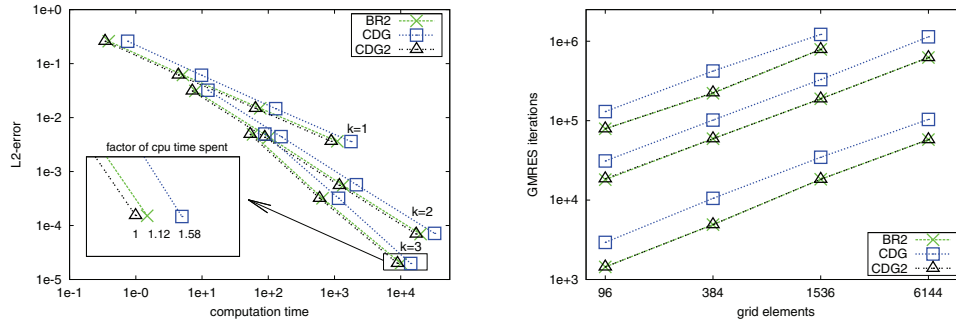 BR2
CDG
CDG2
1e+0
1e-1
1e-2
1e-3
1e-4
1e-5
L2-error
k=1
k=2
k=3
factor of cpu time spent
1 1.12 1.58
1e-1 1e+0 1e+1 1e+2 1e+3 1e+4
computation time
1e+6
1e+5
1e+4
1e+3
GMRES iterations
BR2
CDG
CDG2
96 384 1536 6144
grid elements